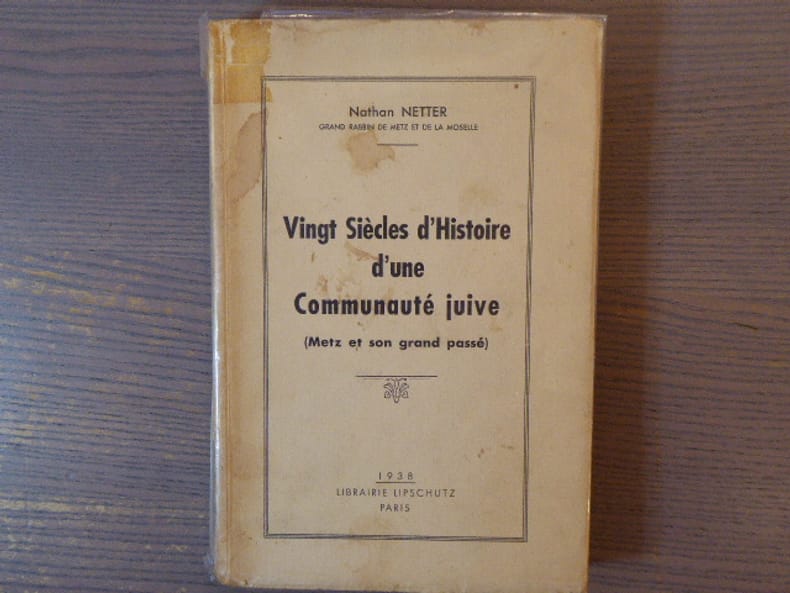 Nathan NETTER
GRAND RABBIN DE METZ ET DE LA MOSELLE
Vingt Siècles d'Histoire
d'une
Communauté juive
(Metz et son grand passé)
1938
LIBRAIRIE LIPSCHUTZ
PARIS